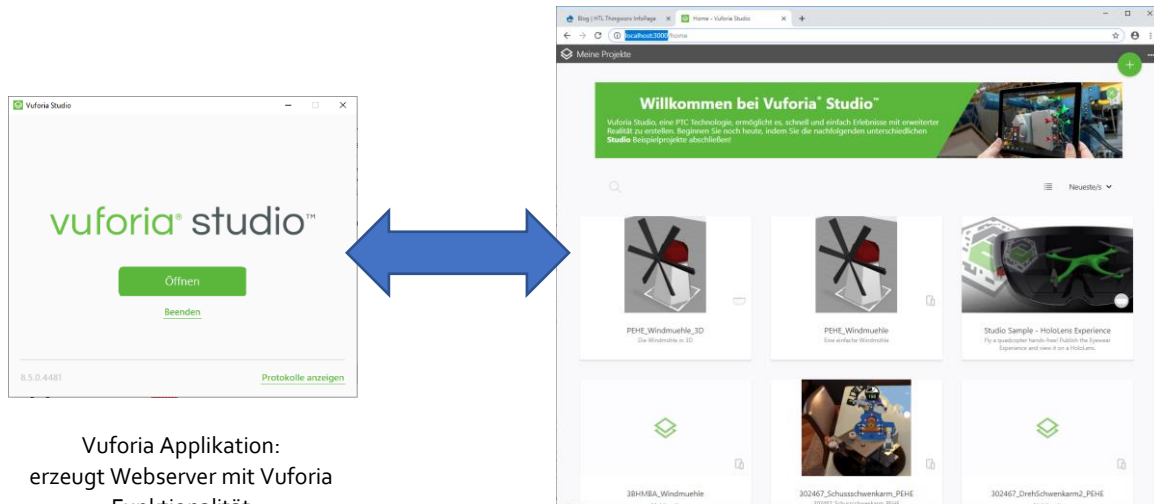 Vuforia Studio
vuforia® studio™
Öffnen
Beenden
8.5.0.4481
Protokolle anzeigen
Vuforia Applikation:
erzeugt Webserver mit Vuforia
Blog | HTL Thingworx InfoPage
Home - Vuforia Studio
localhost:3000/home
Meine Projekte
Willkommen bei Vuforia® Studio™
Vuforia Studio, eine PTC Technologie, ermöglicht es, schnell und einfach Erlebnisse mit erweiterter
Realität zu erstellen. Beginnen Sie noch heute, indem Sie die nachfolgenden unterschiedlichen
Studio Beispielprojekte abschließen!
Neueste/s
PEHE_Windmuehle_3D
Die Windmühle in 3D
PEHE_Windmuehle
Eine einfache Windmühle
Studio Sample - HoloLens Experience
Fly a quadcopter hands-free! Publish the Eyewear
Experience and view it on a HoloLens.
3BHMBA_Windmuehle
302467_Schussschwenkarm_PEHE
302467_Schussschwenkarm_PEHE
302467_DrehSchwenkarm2_PEHE